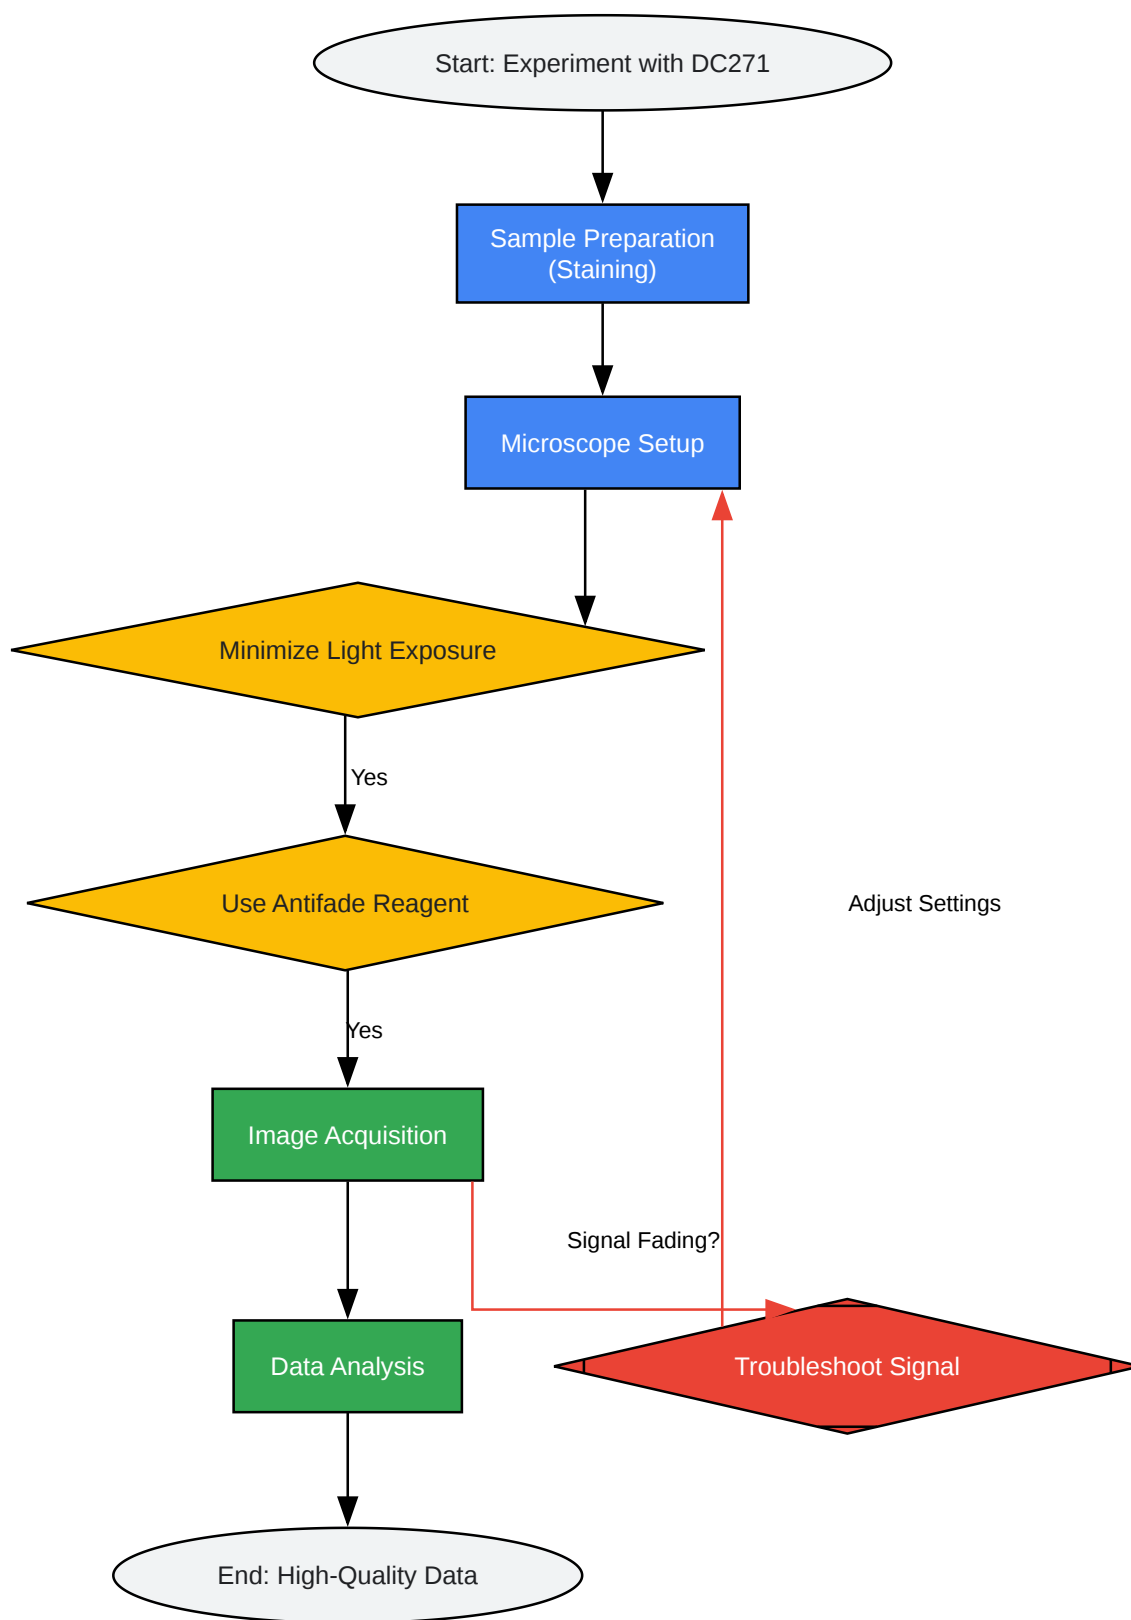 Start: Experiment with DC271
Sample Preparation
(Staining)
Microscope Setup
Minimize Light Exposure
Yes
Use Antifade Reagent
Adjust Settings
Yes
Image Acquisition
Signal Fading?
Data Analysis
Troubleshoot Signal
End: High-Quality Data